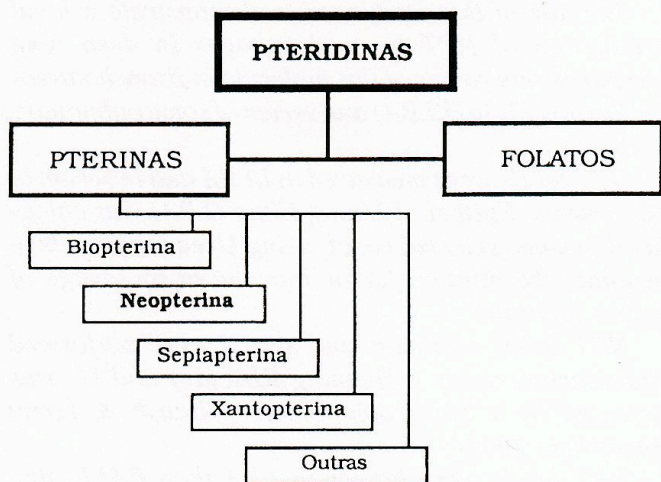 PTERIDINAS
PTERINAS
FOLATOS
Biopterina
Neopterina
Sepiapterina
Xantopterina
Outras